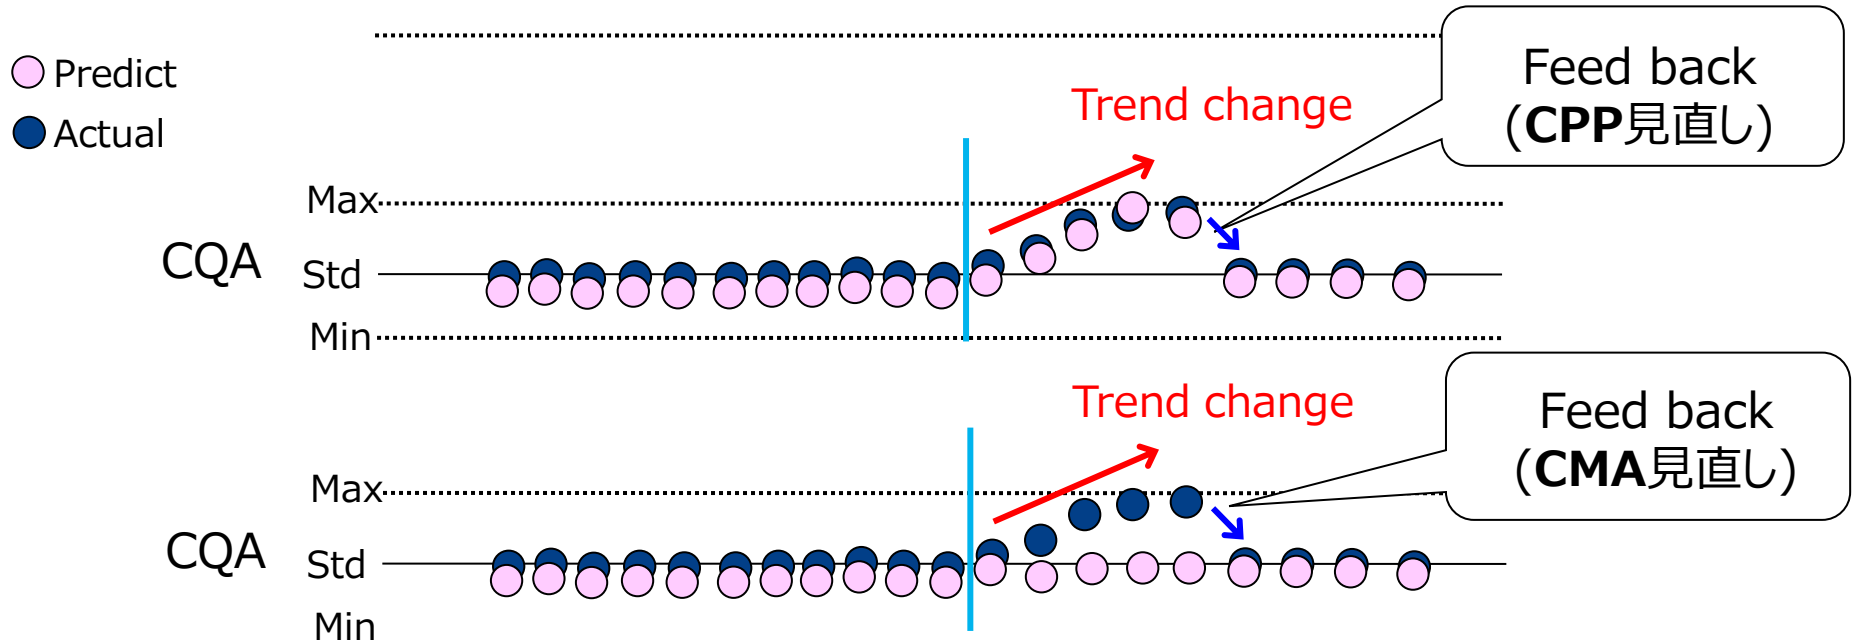 Predict
Actual
Trend change
Feed back
(CPP見直し)
Max
CQA
Std
Min
Trend change
Feed back
(CMA見直し)
Max
CQA
Std
Min